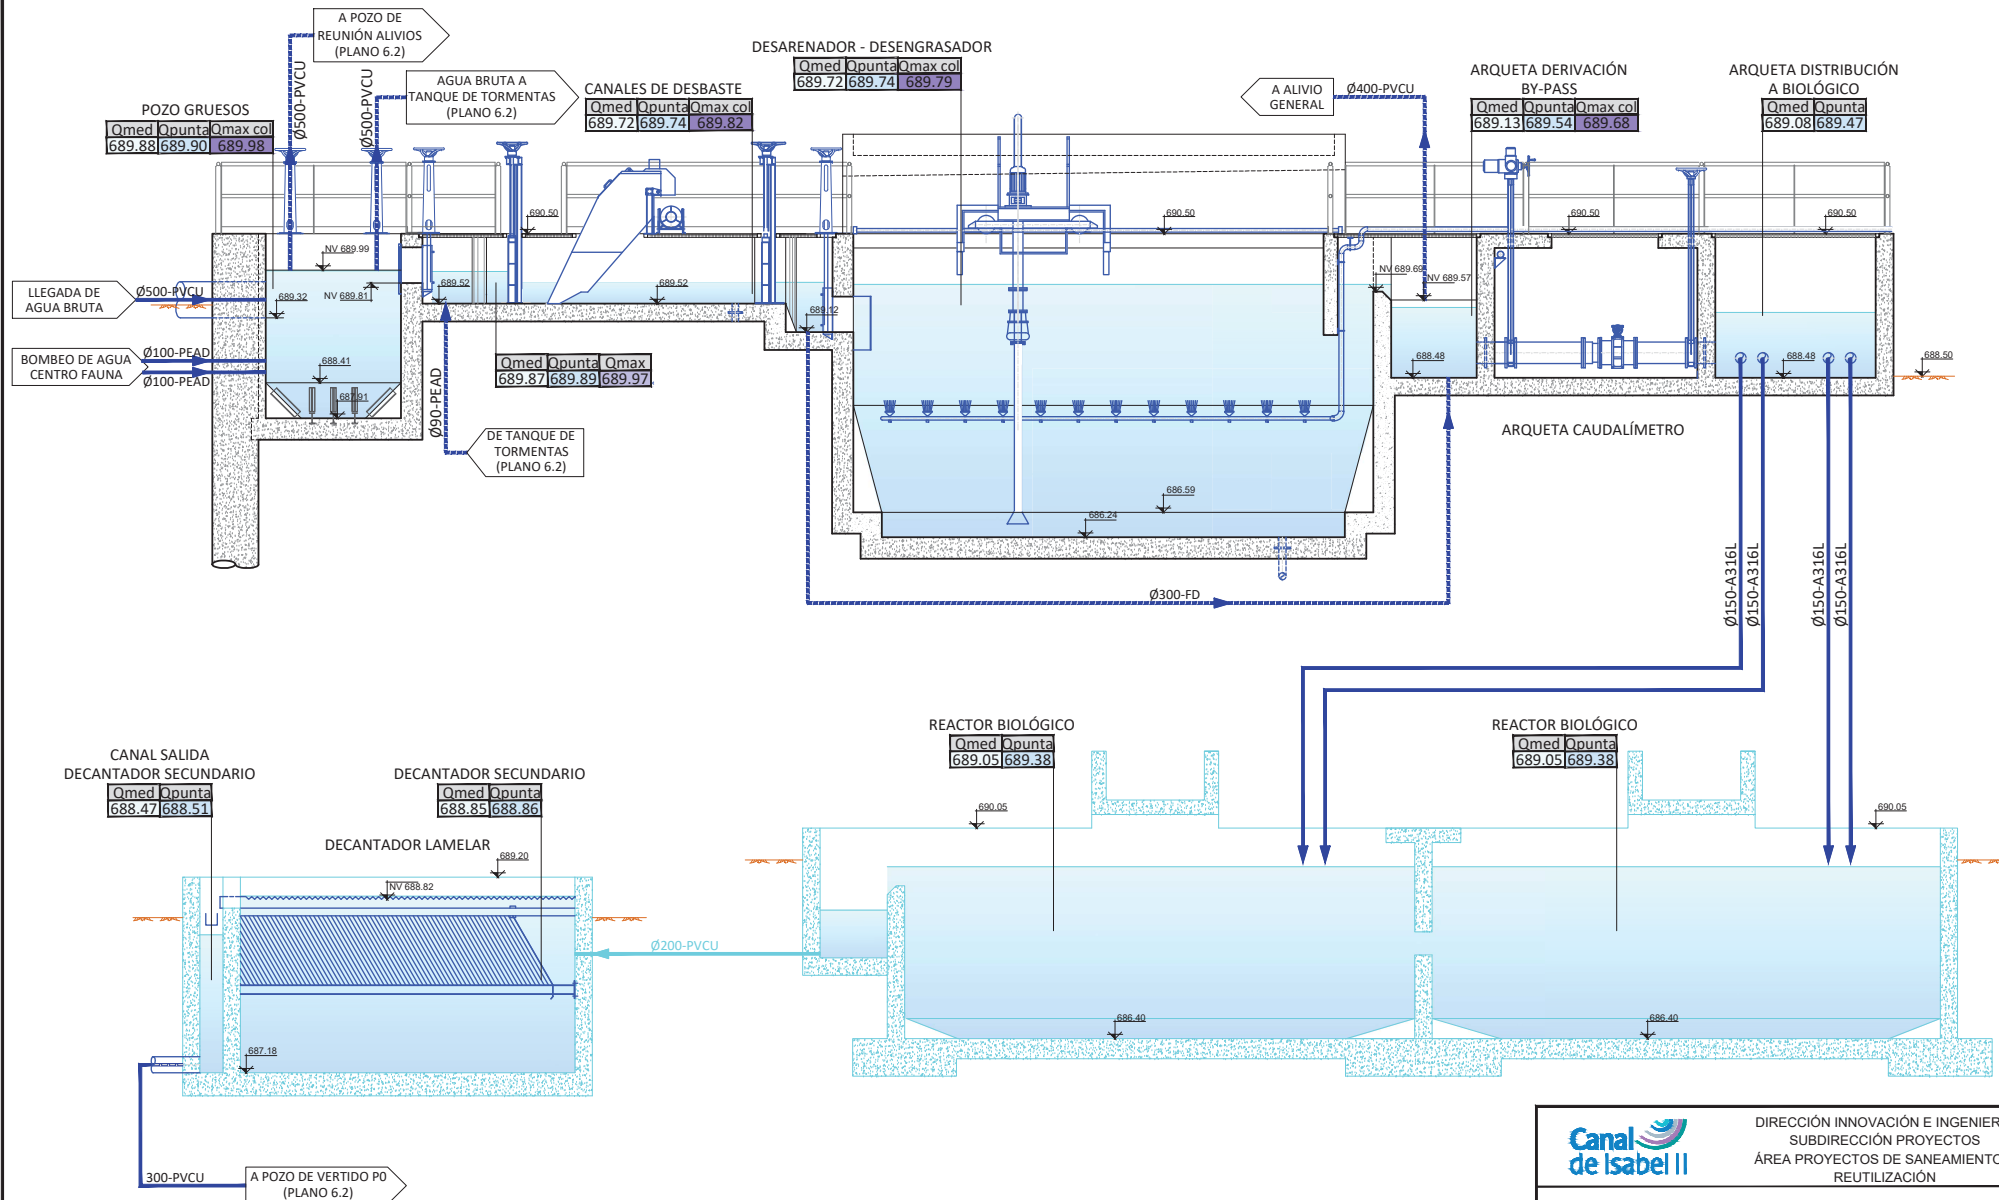 A POZO DE
REUNIÓN ALIVIOS
(PLANO 6.2)
Ø500-PVCU
Ø500-PVCU
AGUA BRUTA A
TANQUE DE TORMENTAS
(PLANO 6.2)
POZO GRUESOS
Qmed Qpunta Qmax col
689.88 689.90 689.98
CANALES DE DESBASTE
Qmed Qpunta Qmax col
689.72 689.74 689.82
DESARENADOR - DESENGRASADOR
Qmed Qpunta Qmax col
689.72 689.74 689.79
A ALIVIO
GENERAL
Ø400-PVCU
ARQUETA DERIVACIÓN
BY-PASS
Qmed Qpunta Qmax col
689.13 689.54 689.68
ARQUETA DISTRIBUCIÓN
A BIOLÓGICO
Qmed Qpunta
689.08 689.47
690.50
690.50
690.50
690.50
NV 689.99
NV 689.81
689.32
689.52
689.52
689.12
NV 689.69
NV 689.57
LLEGADA DE
AGUA BRUTA
Ø500-PVCU
BOMBEO DE AGUA
CENTRO FAUNA
Ø100-PEAD
Ø100-PEAD
688.41
687.91
Qmed Qpunta Qmax
689.87 689.89 689.97
Ø90-PEAD
DE TANQUE DE
TORMENTAS
(PLANO 6.2)
688.48
688.48
688.50
ARQUETA CAUDALÍMETRO
686.59
686.24
Ø300-FD
Ø150-A316L
Ø150-A316L
Ø150-A316L
Ø150-A316L
REACTOR BIOLÓGICO
Qmed Qpunta
689.05 689.38
REACTOR BIOLÓGICO
Qmed Qpunta
689.05 689.38
690.05
690.05
CANAL SALIDA
DECANTADOR SECUNDARIO
Qmed Qpunta
688.47 688.51
DECANTADOR SECUNDARIO
Qmed Qpunta
688.85 688.86
DECANTADOR LAMELAR
689.20
NV 688.82
Ø200-PVCU
686.40
686.40
687.18
300-PVCU
A POZO DE VERTIDO P0
(PLANO 6.2)
Canal
de Isabel II
DIRECCIÓN INNOVACIÓN E INGENIER
SUBDIRECCIÓN PROYECTOS
ÁREA PROYECTOS DE SANEAMIENTO
REUTILIZACIÓN